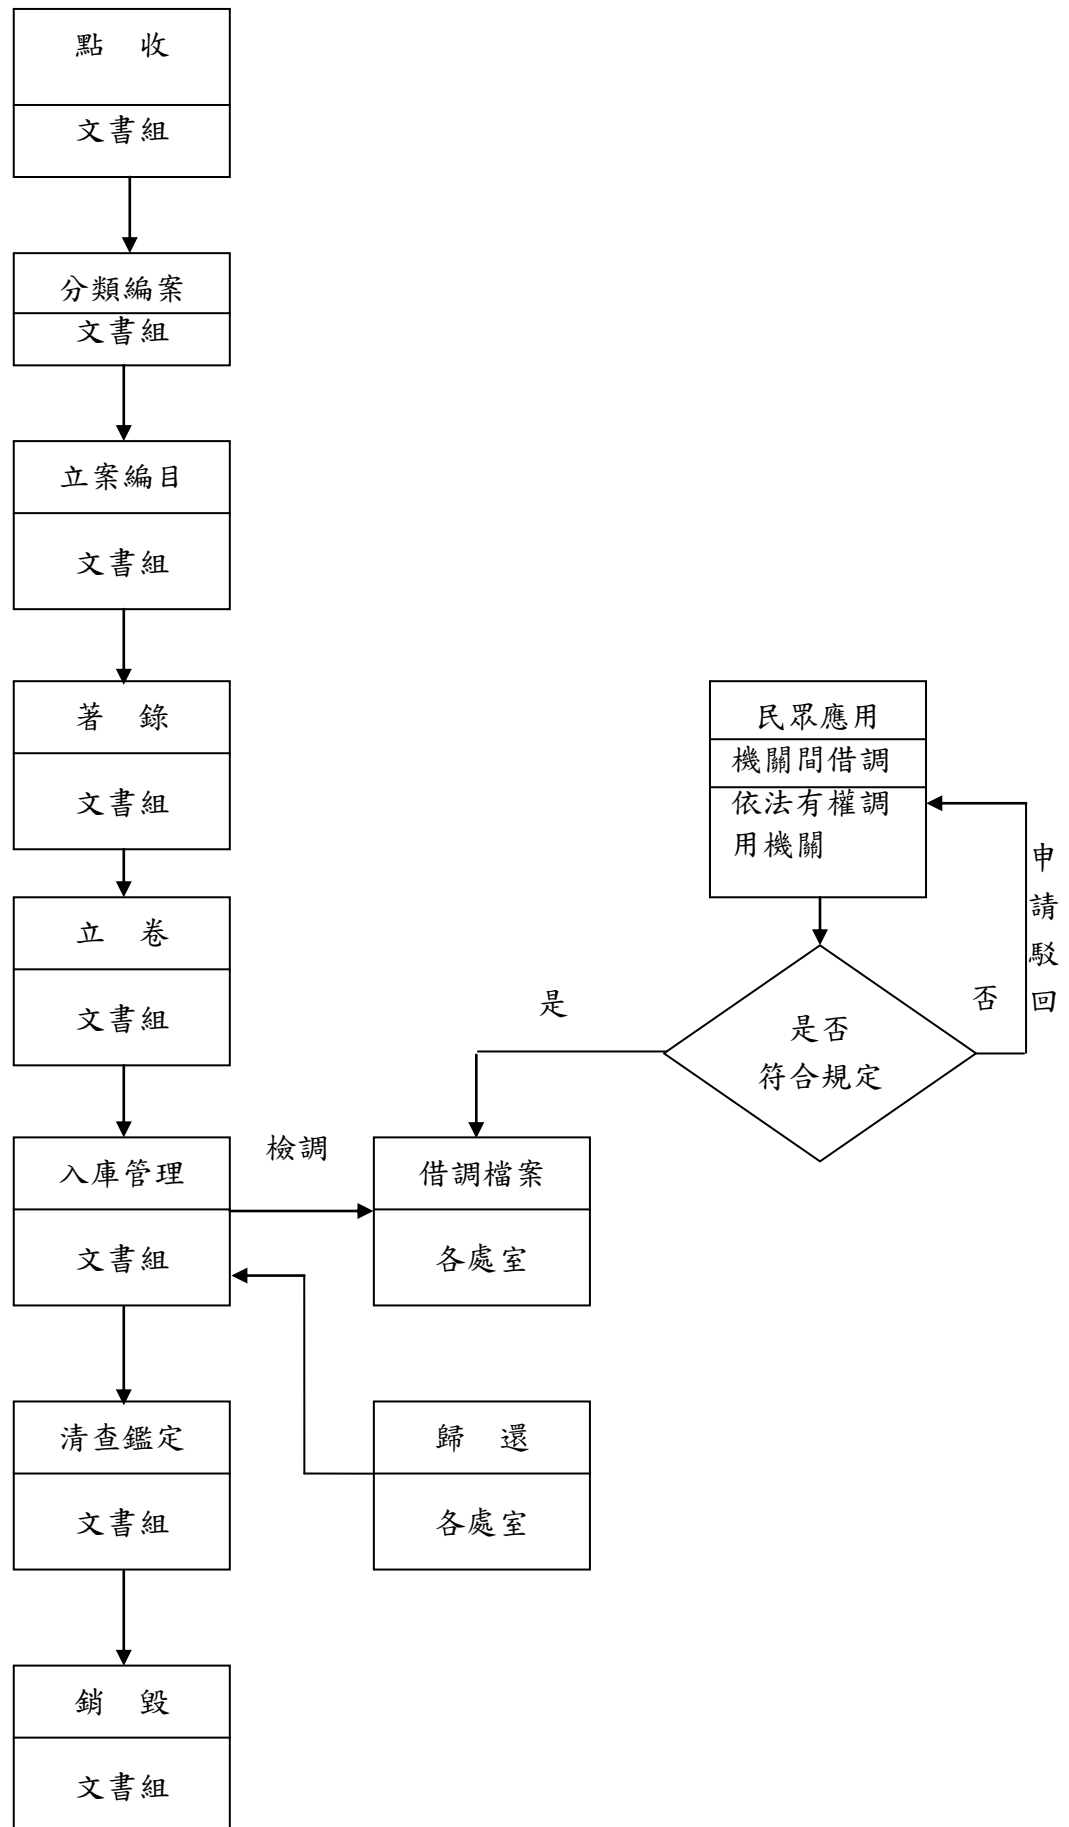 點　收
文書組
分類編案
文書組
立案編目
文書組
著　錄
文書組
立　卷
文書組
入庫管理
文書組
清查鑑定
文書組
銷　毀
文書組
檢調
借調檔案
各處室
歸　還
各處室
民眾應用
機關間借調
依法有權調
用機關
是否
符合規定
是
否
申請駁回